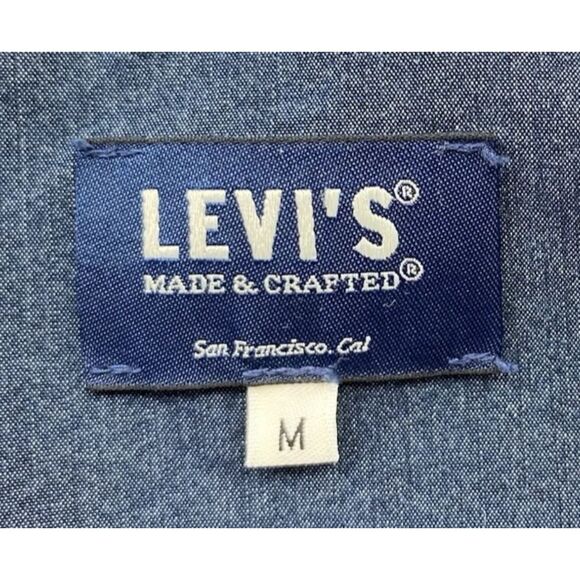 LEVI'S®
MADE & CRAFTED®
San Francisco. Cal
M